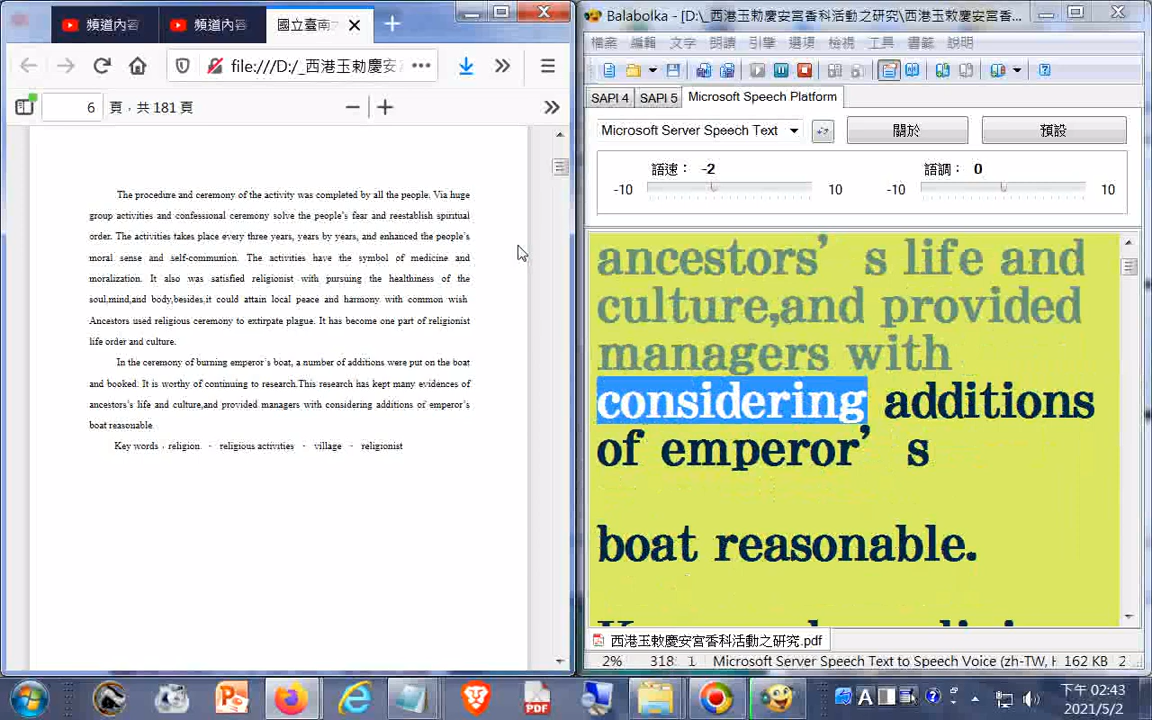 頻道內容
頻道內容
國立臺南
Balabolka - [D:\_西港玉勅慶安宮香科活動之研究\西港玉敕慶安宮香...
file:///D:/_西港玉勅慶安
檔案 編輯 文字 朗讀 引擎 選項 檢視 工具 書籤 說明
6 頁，共 181 頁
SAPI 4 SAPI 5 Microsoft Speech Platform
Microsoft Server Speech Text
關於
預設
語速： -2
語調： 0
-10 10
-10 10
The procedure and ceremony of the activity was completed by all the people. Via huge
group activities and confessional ceremony solve the people's fear and reestablish spiritual
order. The activities takes place every three years, years by years, and enhanced the people's
moral sense and self-communion. The activities have the symbol of medicine and
moralization. It also was satisfied religionist with pursuing the healthiness of the
soul,mind,and body,besides,it could attain local peace and harmony with common wish.
Ancestors used religious ceremony to extirpate plague. It has become one part of religionist
life order and culture.
In the ceremony of burning emperor's boat, a number of additions were put on the boat
and booked. It is worthy of continuing to research.This research has kept many evidences of
ancestors's life and culture,and provided managers with considering additions of emperor's
boat reasonable.
Key words，religion 、 religious activities 、 village 、 religionist
ancestors’s life and
culture,and provided
managers with
considering additions
of emperor’s
boat reasonable.
西港玉敕慶安宮香科活動之研究.pdf
2% 318: 1 Microsoft Server Speech Text to Speech Voice (zh-TW, H 162 KB 2
PDF
下午 02:43
2021/5/2